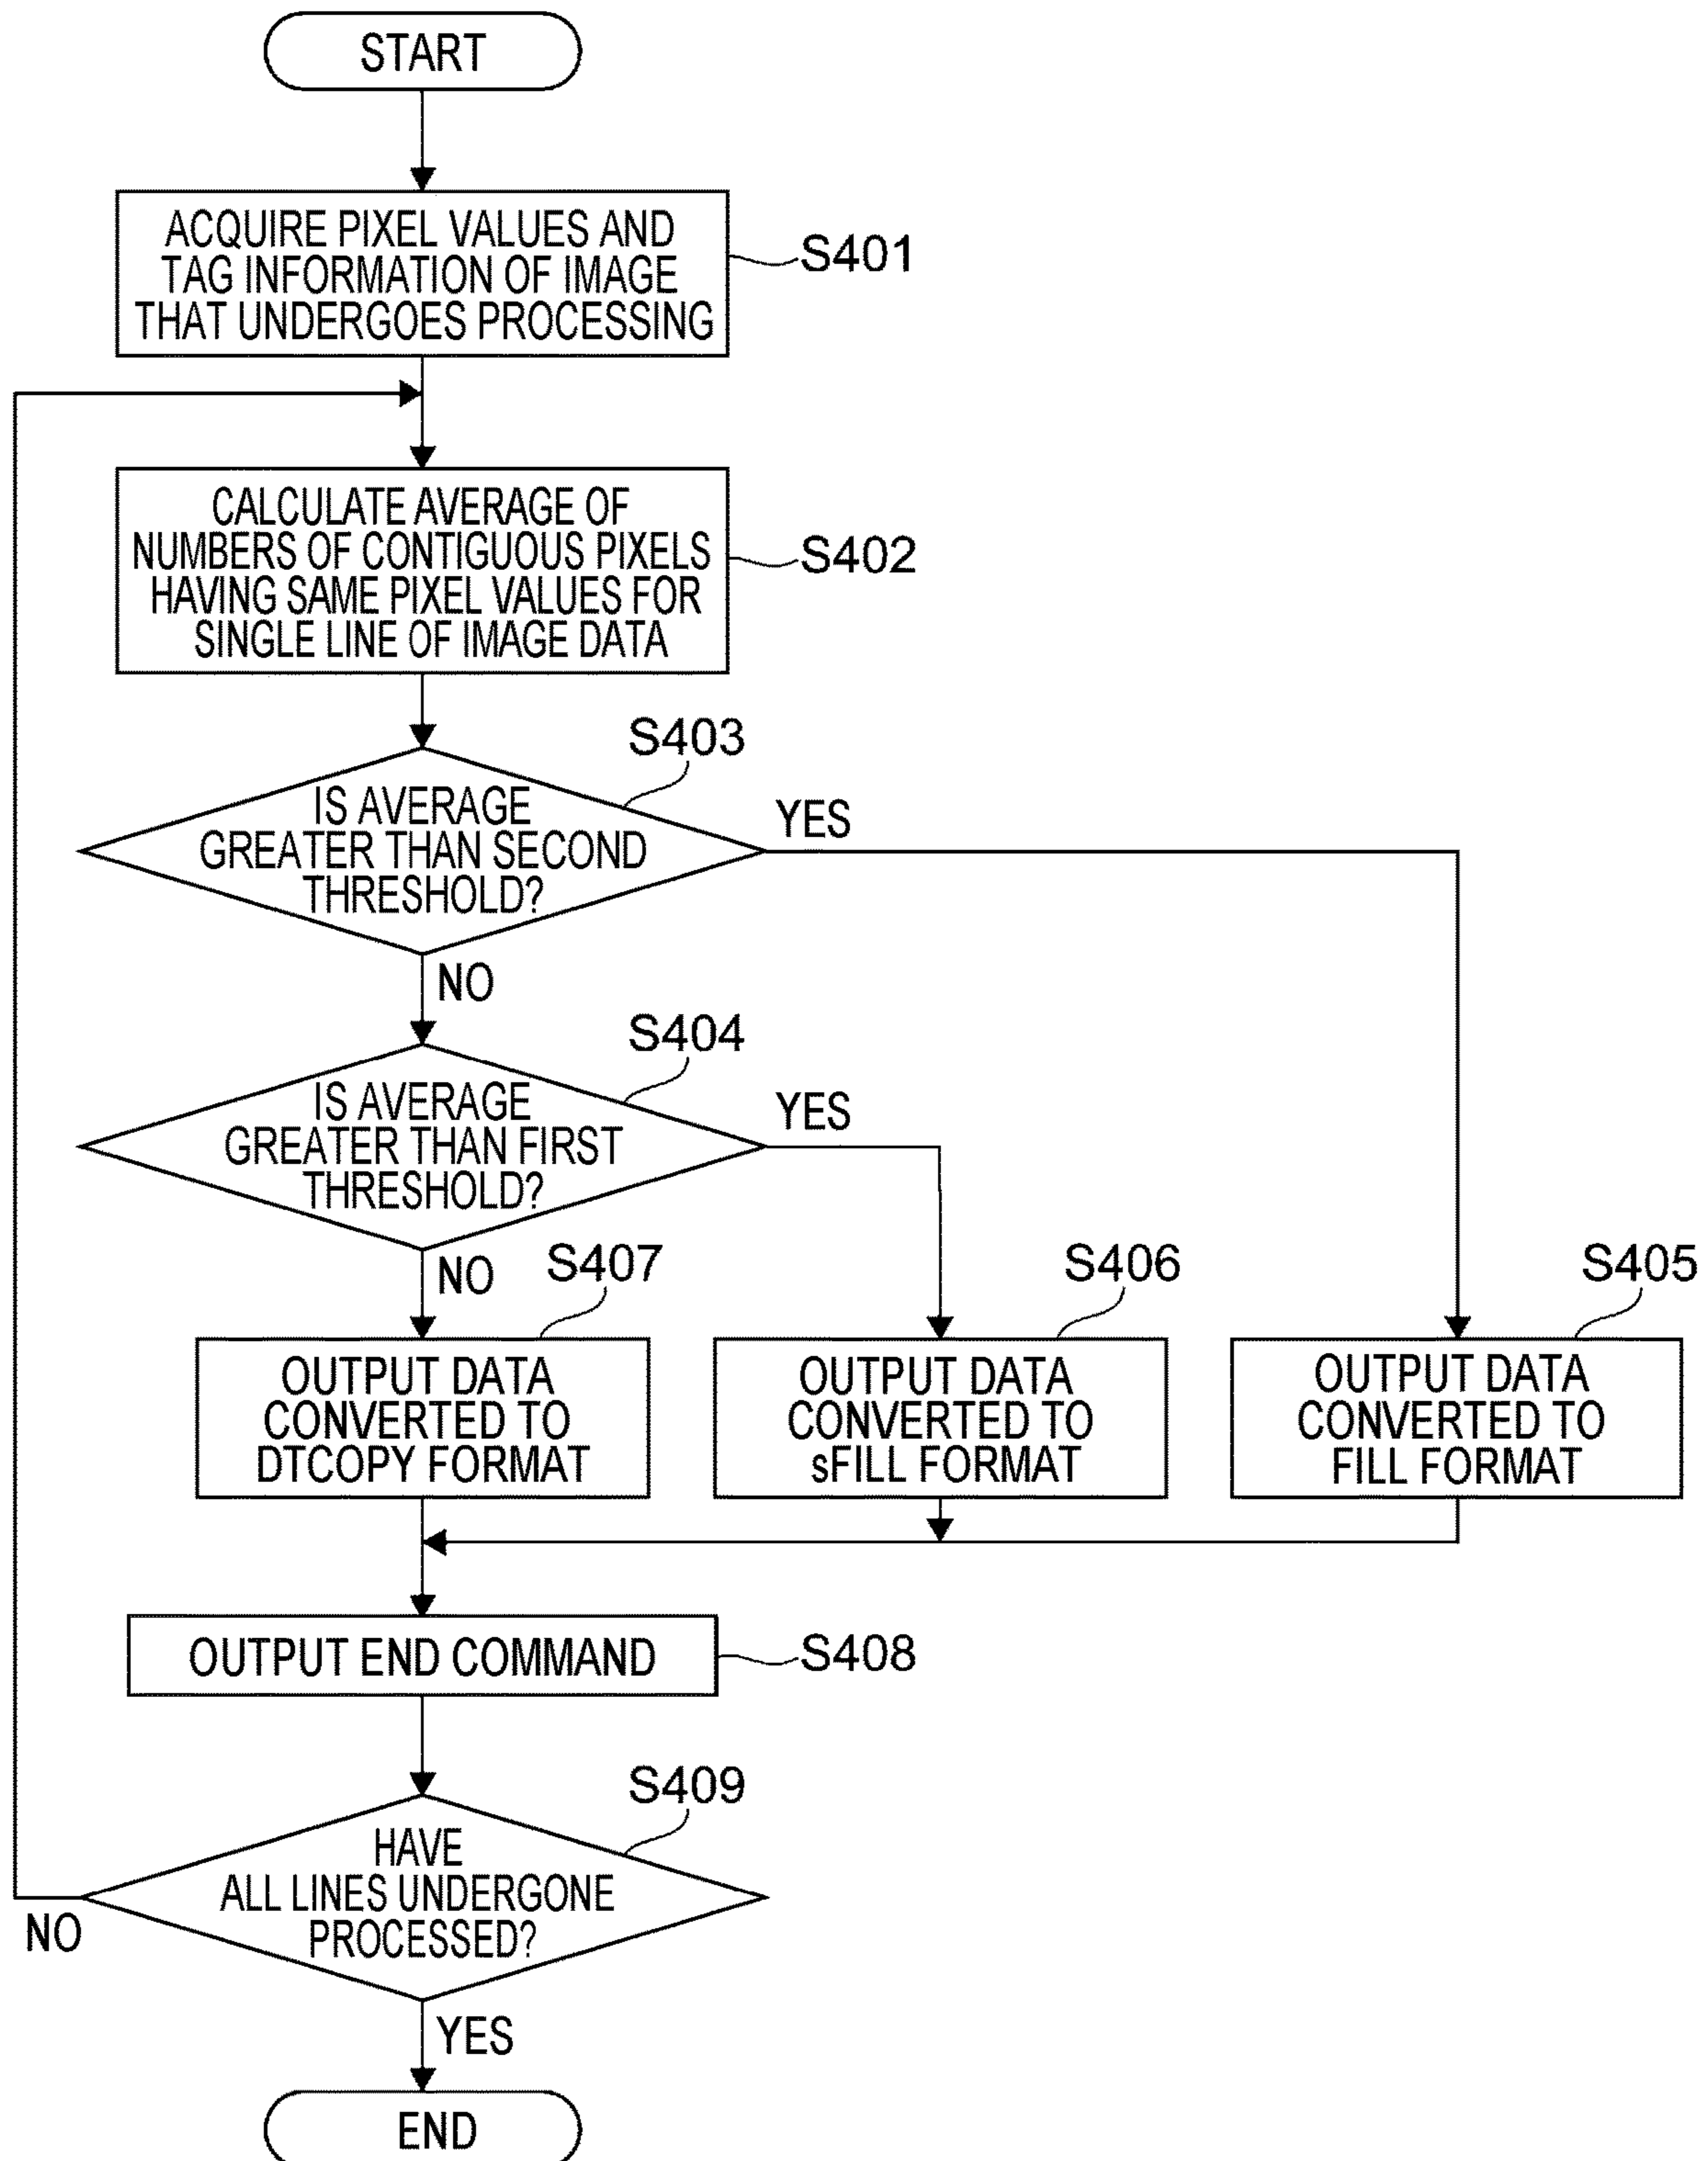 START
ACQUIRE PIXEL VALUES AND
TAG INFORMATION OF IMAGE
THAT UNDERGOES PROCESSING
S401
CALCULATE AVERAGE OF
NUMBERS OF CONTIGUOUS PIXELS
HAVING SAME PIXEL VALUES FOR
SINGLE LINE OF IMAGE DATA
S402
S403
IS AVERAGE
GREATER THAN SECOND
THRESHOLD?
YES
NO
S404
IS AVERAGE
GREATER THAN FIRST
THRESHOLD?
YES
NO
S407
OUTPUT DATA
CONVERTED TO
DTCOPY FORMAT
S406
OUTPUT DATA
CONVERTED TO
sFILL FORMAT
S405
OUTPUT DATA
CONVERTED TO
FILL FORMAT
OUTPUT END COMMAND
S408
S409
HAVE
ALL LINES UNDERGONE
PROCESSED?
NO
YES
END